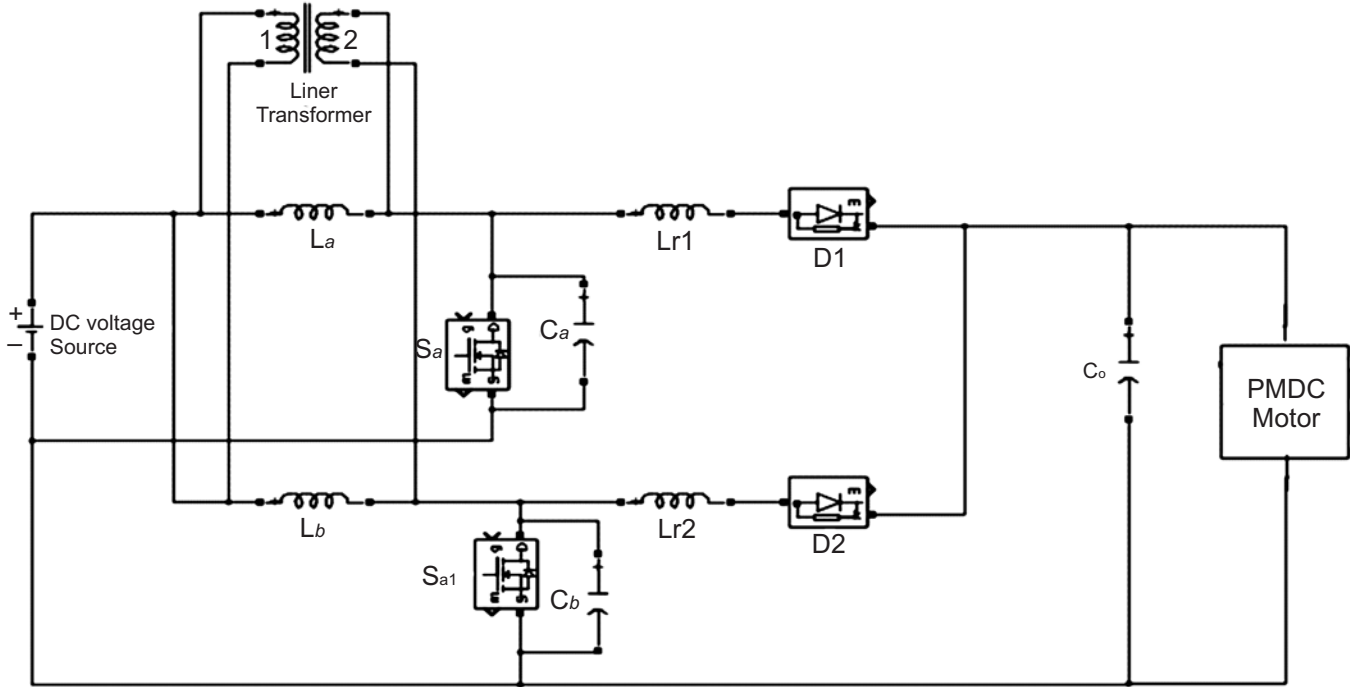 1 2
Liner
Transformer
La
Lr1
D1
+
−
DC voltage
Source
Sa
Ca
Co
PMDC
Motor
Lb
Lr2
D2
Sa1
Cb